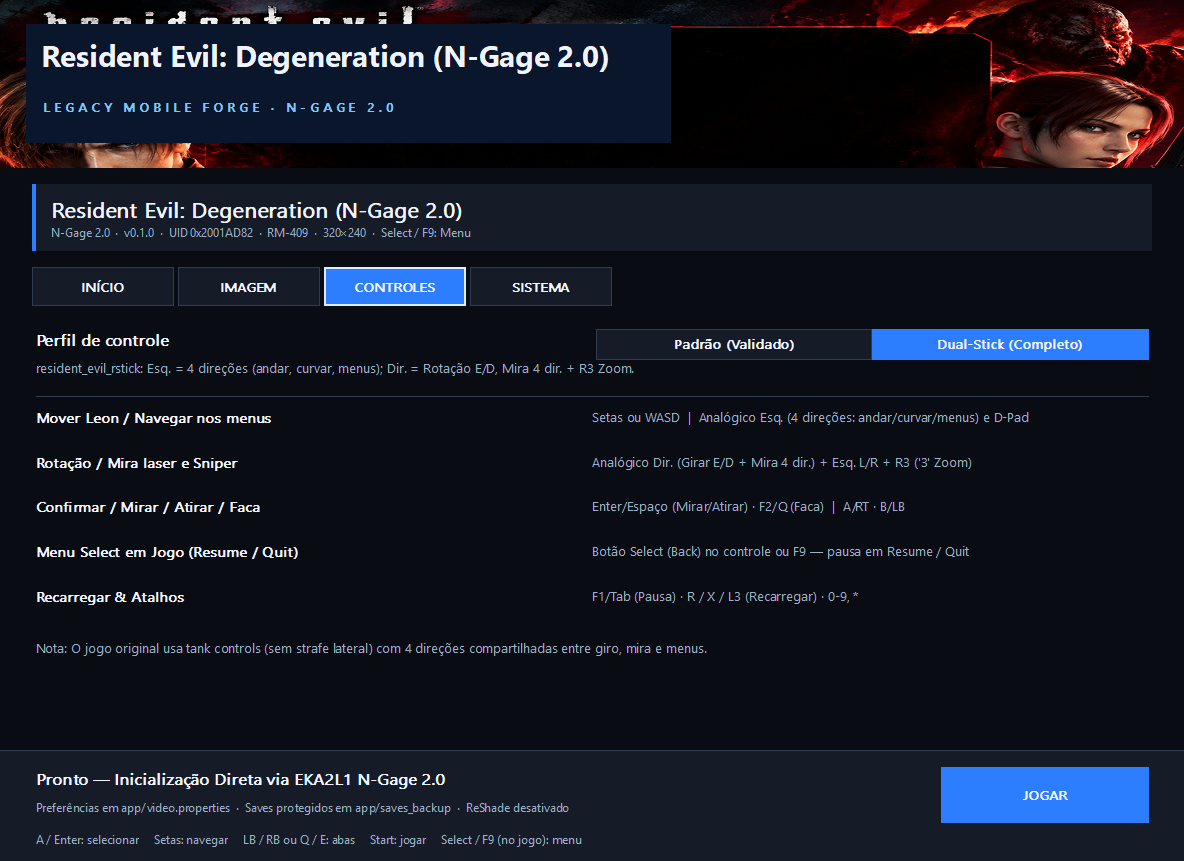 resident evil
Resident Evil: Degeneration (N-Gage 2.0)
LEGACY MOBILE FORGE · N-GAGE 2.0
Resident Evil: Degeneration (N-Gage 2.0)
N-Gage 2.0 · v0.1.0 · UID 0x2001AD82 · RM-409 · 320×240 · Select / F9: Menu
INÍCIO
IMAGEM
CONTROLES
SISTEMA
Perfil de controle
Padrão (Validado)
Dual-Stick (Completo)
resident_evil_rstick: Esq. = 4 direções (andar, curvar, menus); Dir. = Rotação E/D, Mira 4 dir. + R3 Zoom.
Mover Leon / Navegar nos menus
Setas ou WASD | Analógico Esq. (4 direções: andar/curvar/menus) e D-Pad
Rotação / Mira laser e Sniper
Analógico Dir. (Girar E/D + Mira 4 dir.) + Esq. L/R + R3 ('3' Zoom)
Confirmar / Mirar / Atirar / Faca
Enter/Espaço (Mirar/Atirar) · F2/Q (Faca) | A/RT · B/LB
Menu Select em Jogo (Resume / Quit)
Botão Select (Back) no controle ou F9 — pausa em Resume / Quit
Recarregar & Atalhos
F1/Tab (Pausa) · R / X / L3 (Recarregar) · 0-9, *
Nota: O jogo original usa tank controls (sem strafe lateral) com 4 direções compartilhadas entre giro, mira e menus.
Pronto — Inicialização Direta via EKA2L1 N-Gage 2.0
Preferências em app/video.properties · Saves protegidos em app/saves_backup · ReShade desativado
JOGAR
A / Enter: selecionar Setas: navegar LB / RB ou Q / E: abas Start: jogar Select / F9 (no jogo): menu